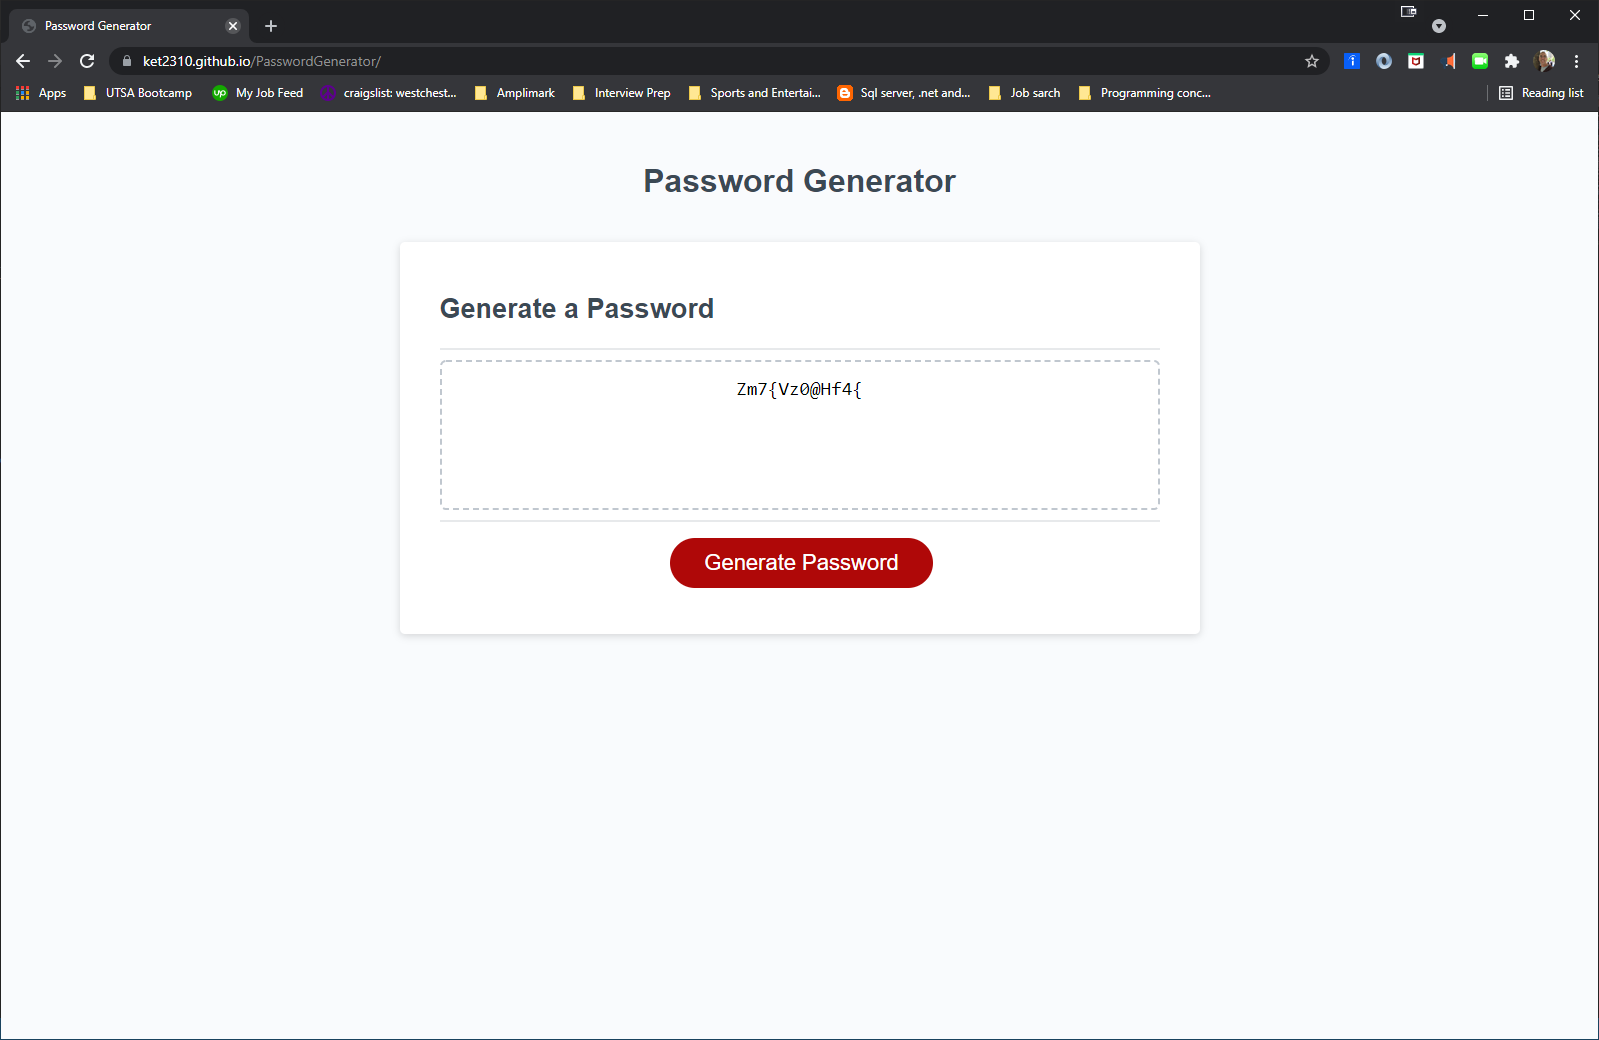 Password Generator
ket2310.github.io/PasswordGenerator/
Apps UTSA Bootcamp up My Job Feed craigslist: westchest... Amplimark Interview Prep Sports and Entertai... B Sql server, .net and... Job sarch Programming conc... Reading list
Password Generator
Generate a Password
Zm7{Vz0@Hf4{
Generate Password